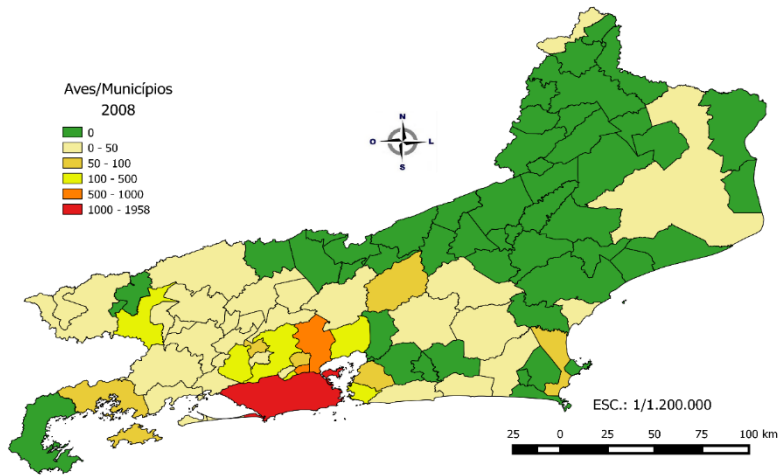 Aves/Municípios
2008
0
0 - 50
50 - 100
100 - 500
500 - 1000
1000 - 1958
N
O L
S
ESC.: 1/1.200.000
25 0 25 50 75 100 km